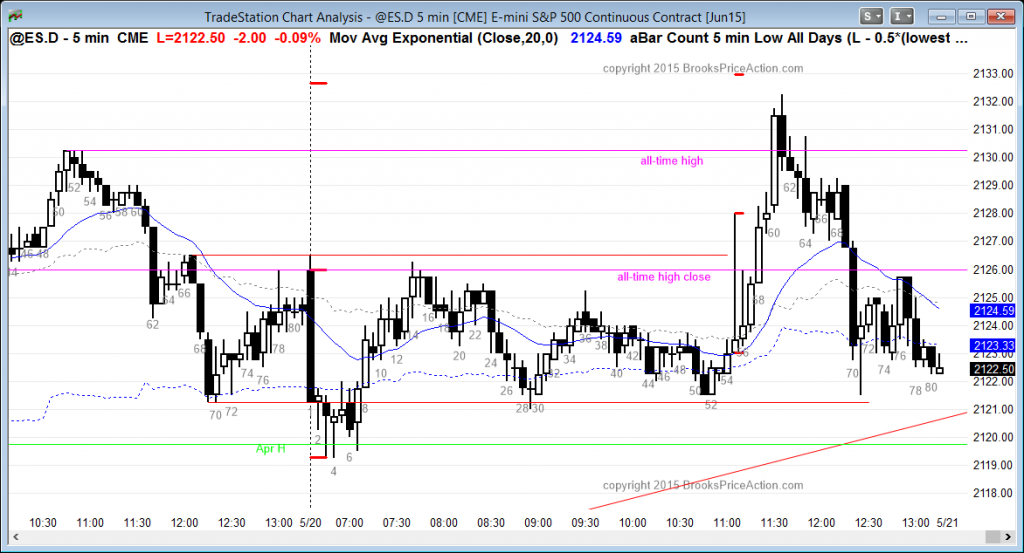 TradeStation Chart Analysis - @ES.D 5 min [CME] E-mini S&P 500 Continuous Contract [Jun15]
S I
@ES.D - 5 min CME L=2122.50 -2.00 -0.09% Mov Avg Exponential (Close,20,0) 2124.59 aBar Count 5 min Low All Days (L - 0.5*(lowest ...
copyright 2015 BrooksPriceAction.com
2133.00
2132.00
2131.00
2130.00
all-time high
2129.00
2128.00
2127.00
2126.00
all-time high close
2125.00
2124.59
2124.00
2123.33
2123.00
2122.50
2122.00
2121.00
2120.00
Apr H
2119.00
2118.00
50 52 54 56 58 60
62 64 66 68 70 72 74 76 78 80
2 4 6 8 10 12 14 16 18 20 22 24 26 28 30 32 34 36 38 40 42 44 46 48 50 52 54 56 58 60 62 64 66 68 70 72 74 76 78 80
copyright 2015 BrooksPriceAction.com
10:30 11:00 11:30 12:00 12:30 13:00 5/20 07:00 07:30 08:00 08:30 09:00 09:30 10:00 10:30 11:00 11:30 12:00 12:30 13:00 5/21